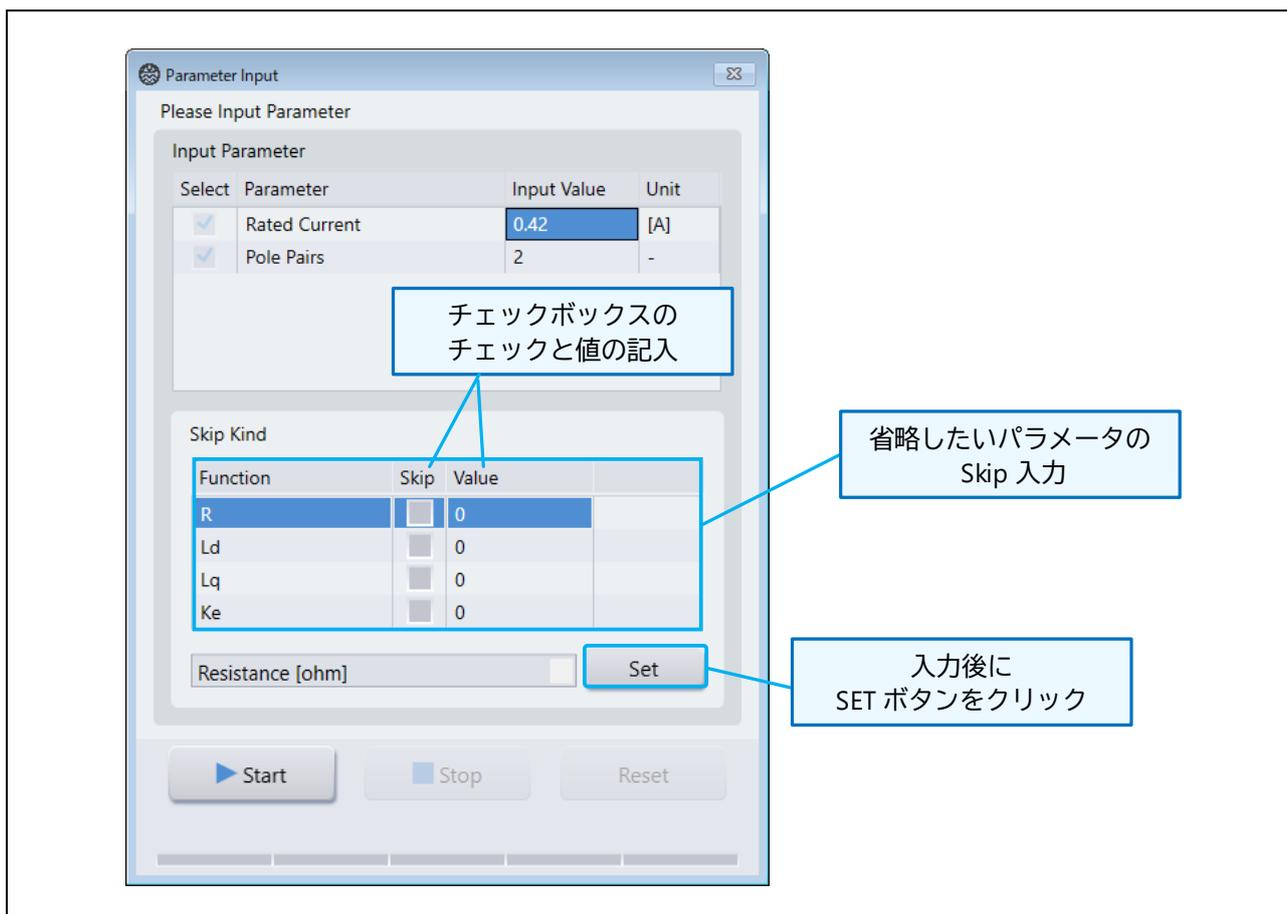 Parameter Input
Please Input Parameter
Input Parameter
Select Parameter Input Value Unit
Rated Current 0.42 [A]
Pole Pairs 2 -
チェックボックスの
チェックと値の記入
Skip Kind
Function Skip Value
R 0
Ld 0
Lq 0
Ke 0
省略したいパラメータの
Skip 入力
Resistance [ohm] Set
入力後に
SET ボタンをクリック
Start Stop Reset